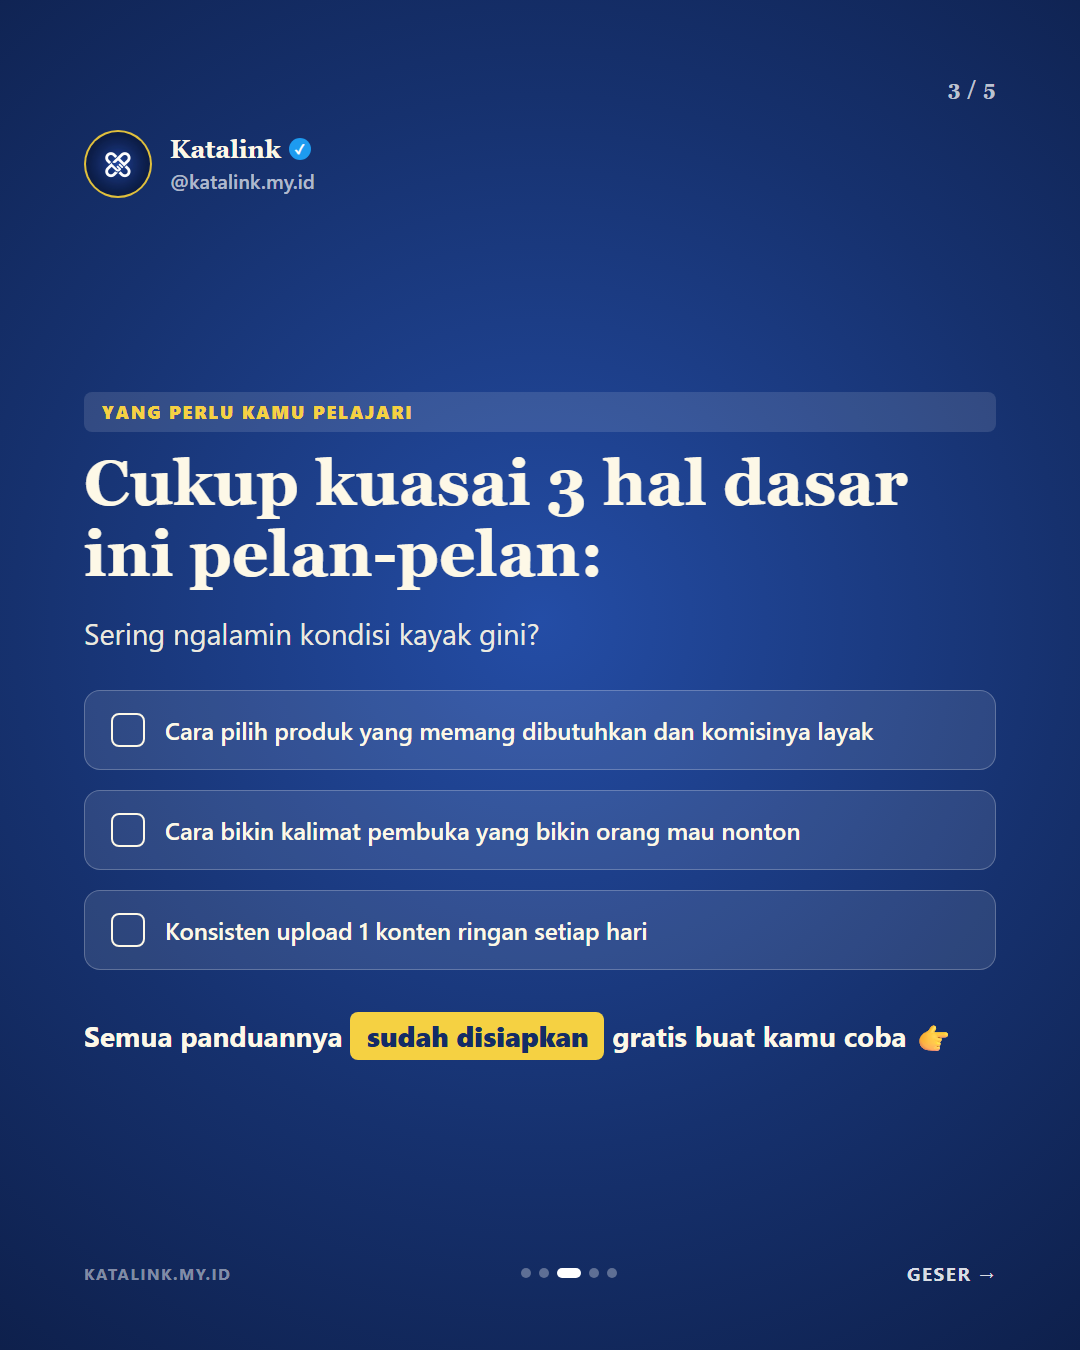 3 / 5
Katalink
@katalink.my.id
YANG PERLU KAMU PELAJARI
Cukup kuasai 3 hal dasar
ini pelan-pelan:
Sering ngalamin kondisi kayak gini?
Cara pilih produk yang memang dibutuhkan dan komisinya layak
Cara bikin kalimat pembuka yang bikin orang mau nonton
Konsisten upload 1 konten ringan setiap hari
Semua panduannya sudah disiapkan gratis buat kamu coba 👉
KATALINK.MY.ID
GESER →